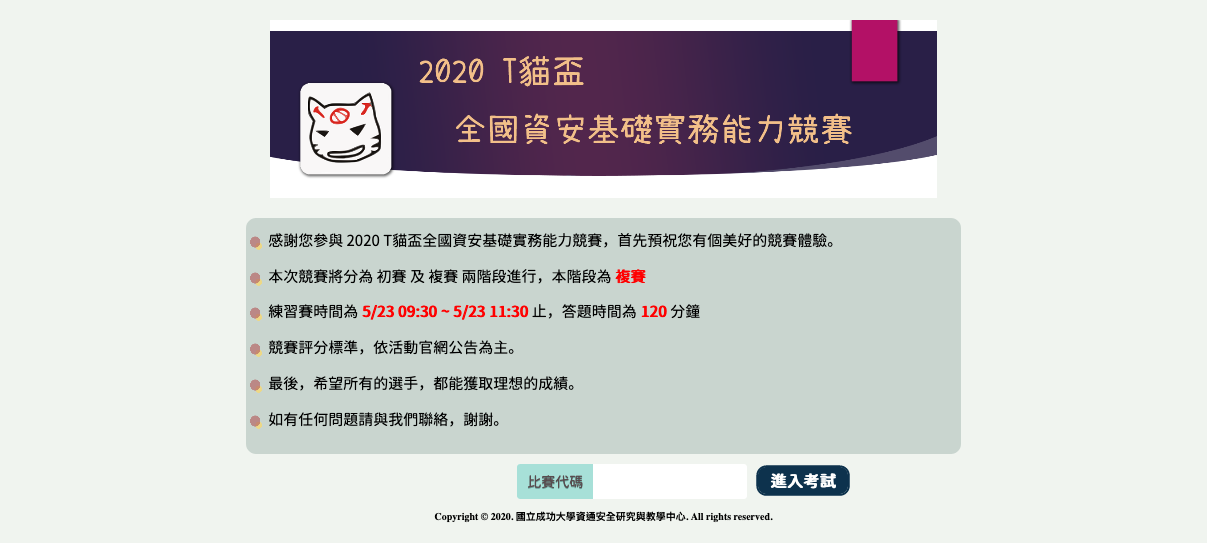 2020 T貓盃
全國資安基礎實務能力競賽
感謝您參與 2020 T貓盃全國資安基礎實務能力競賽，首先預祝您有個美好的競賽體驗。
本次競賽將分為 初賽 及 複賽 兩階段進行，本階段為 複賽
練習賽時間為 5/23 09:30 ~ 5/23 11:30 止，答題時間為 120 分鐘
競賽評分標準，依活動官網公告為主。
最後，希望所有的選手，都能獲取理想的成績。
如有任何問題請與我們聯絡，謝謝。
比賽代碼 進入考試
Copyright © 2020. 國立成功大學資通安全研究與教學中心. All rights reserved.